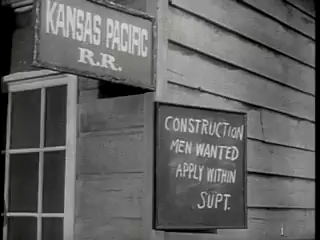 KANSAS PACIFIC
R.R.
CONSTRUCTION
MEN WANTED
APPLY WITHIN
SUPT.